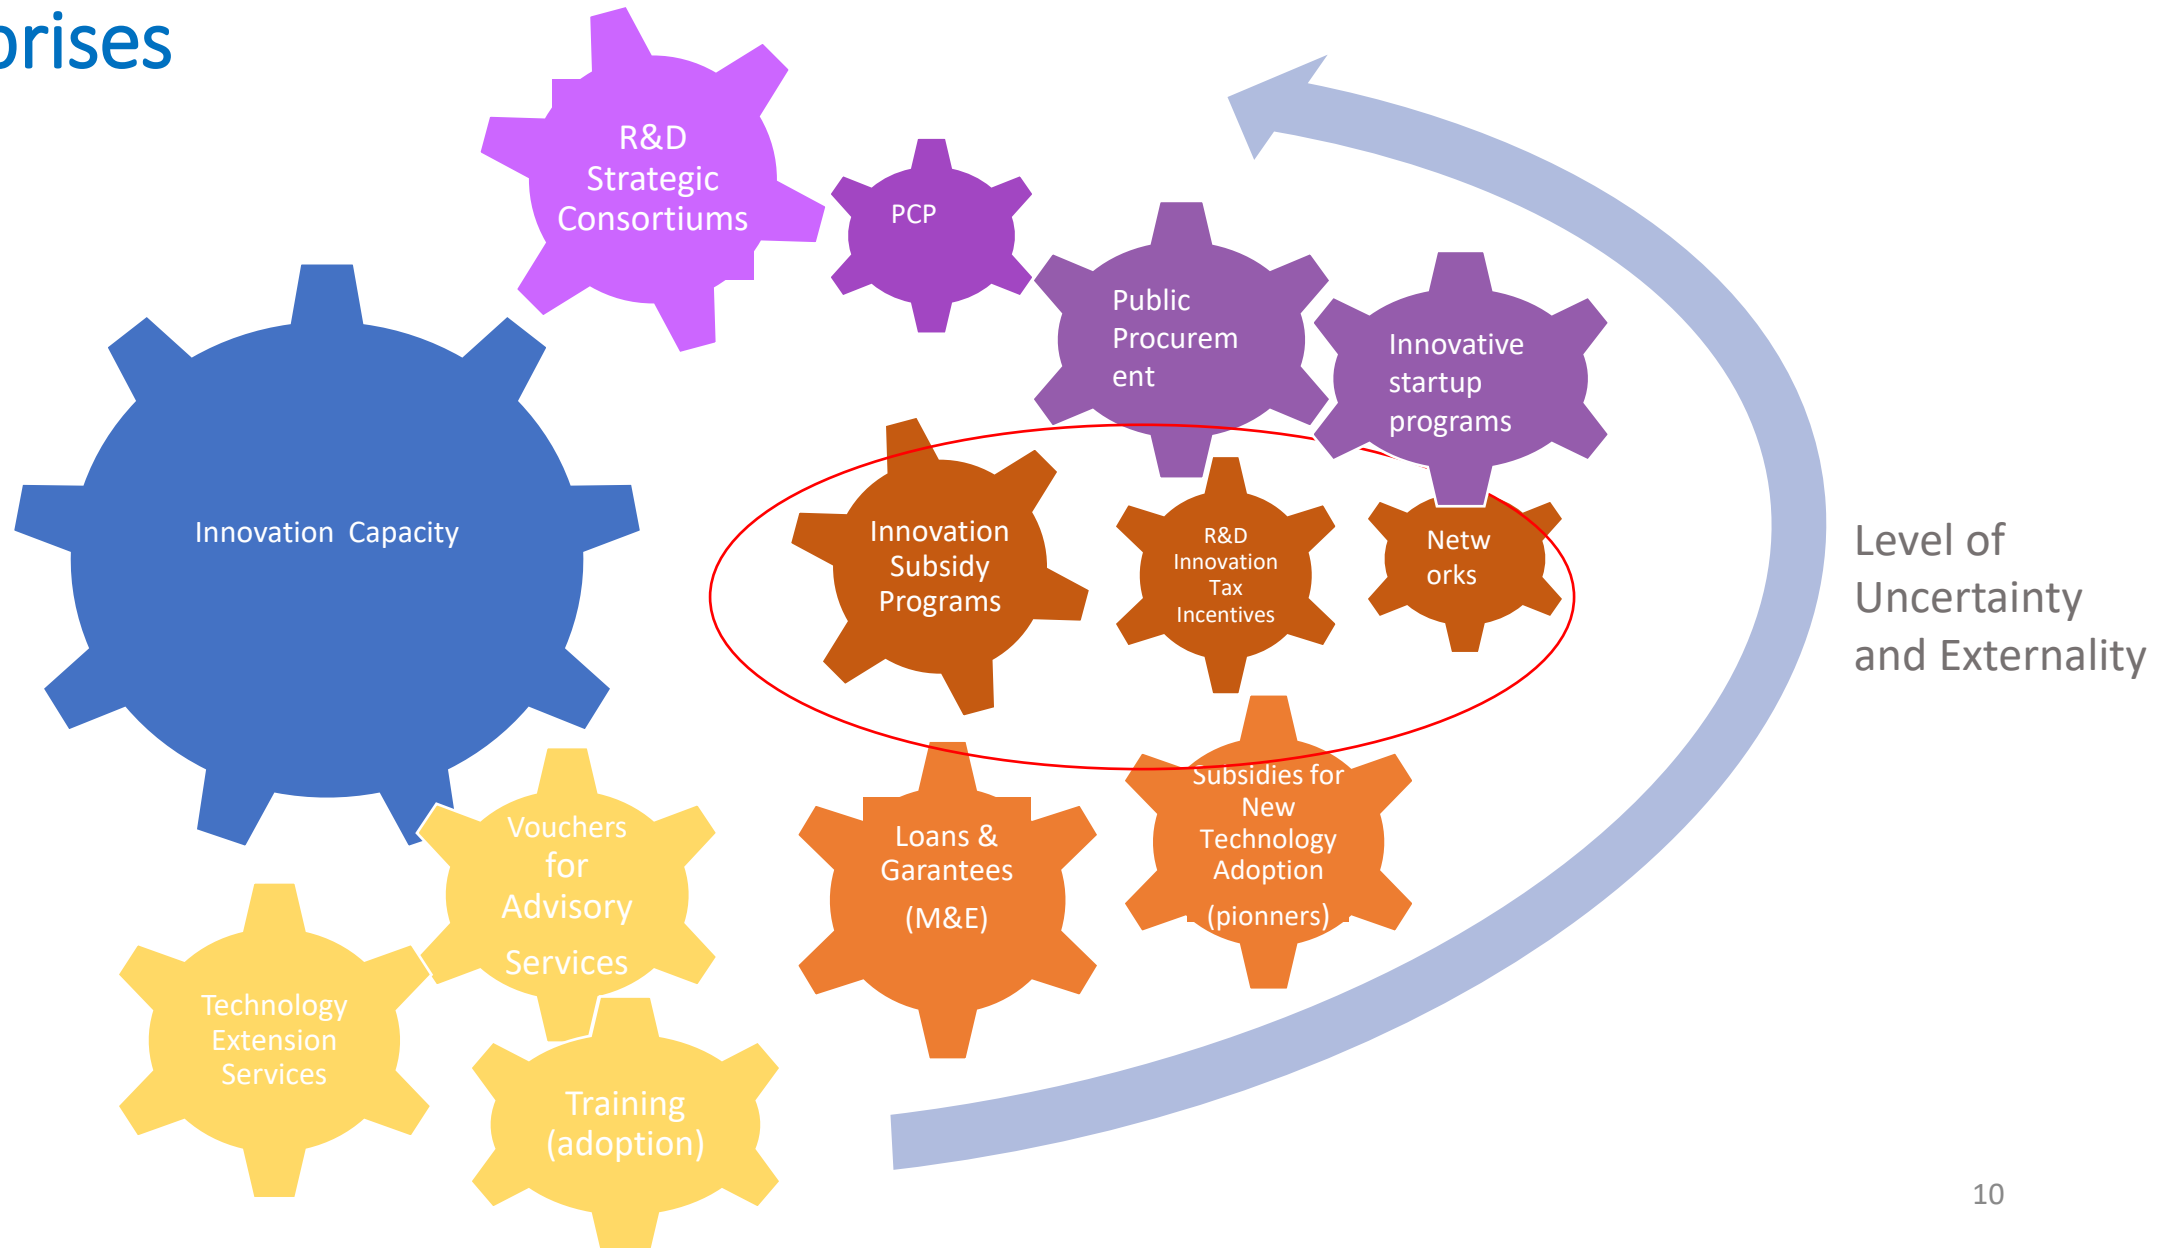 prises
R&D
Strategic
Consortiums
PCP
Public
Procurem
ent
Innovative
startup
programs
Innovation Capacity
Innovation
Subsidy
Programs
R&D
Innovation
Tax
Incentives
Netw
orks
Level of
Uncertainty
and Externality
Vouchers
for
Advisory
Services
Loans &
Garantees
(M&E)
Subsidies for
New
Technology
Adoption
(pionners)
Technology
Extension
Services
Training
(adoption)
10